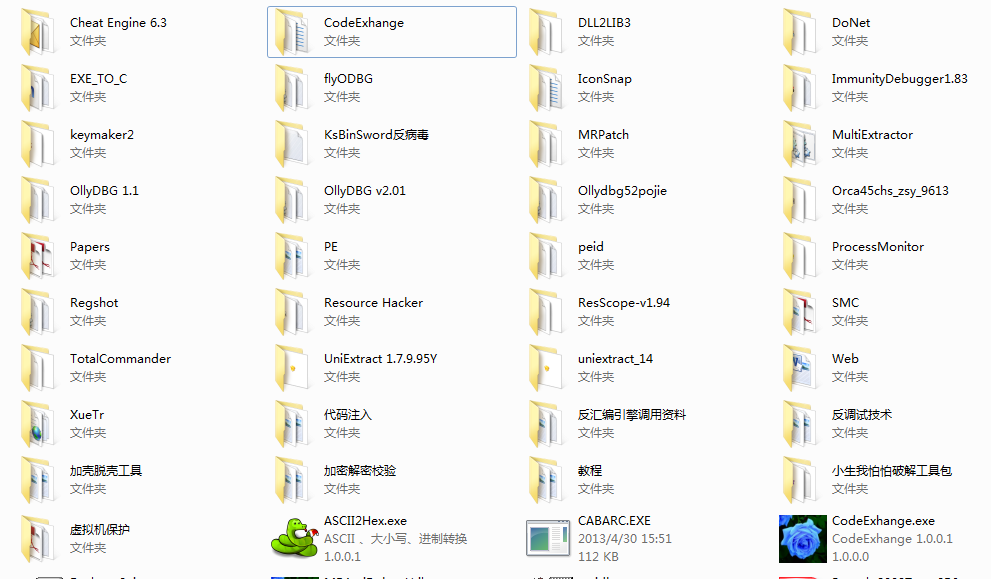 Cheat Engine 6.3
文件夹
CodeExhange
文件夹
DLL2LIB3
文件夹
DoNet
文件夹
EXE_TO_C
文件夹
flyODBG
文件夹
IconSnap
文件夹
ImmunityDebugger1.83
文件夹
keymaker2
文件夹
KsBinSword反病毒
文件夹
MRPatch
文件夹
MultiExtractor
文件夹
OllyDBG 1.1
文件夹
OllyDBG v2.01
文件夹
Ollydbg52pojie
文件夹
Orca45chs_zsy_9613
文件夹
Papers
文件夹
PE
文件夹
peid
文件夹
ProcessMonitor
文件夹
Regshot
文件夹
Resource Hacker
文件夹
ResScope-v1.94
文件夹
SMC
文件夹
TotalCommander
文件夹
UniExtract 1.7.9.95Y
文件夹
uniextract_14
文件夹
Web
文件夹
XueTr
文件夹
代码注入
文件夹
反汇编引擎调用资料
文件夹
反调试技术
文件夹
加壳脱壳工具
文件夹
加密解密校验
文件夹
教程
文件夹
小生我怕怕破解工具包
文件夹
虚拟机保护
文件夹
ASCII2Hex.exe
ASCII 、大小写、进制转换
1.0.0.1
CABARC.EXE
2013/4/30 15:51
112 KB
CodeExhange.exe
CodeExhange 1.0.0.1
1.0.0.0